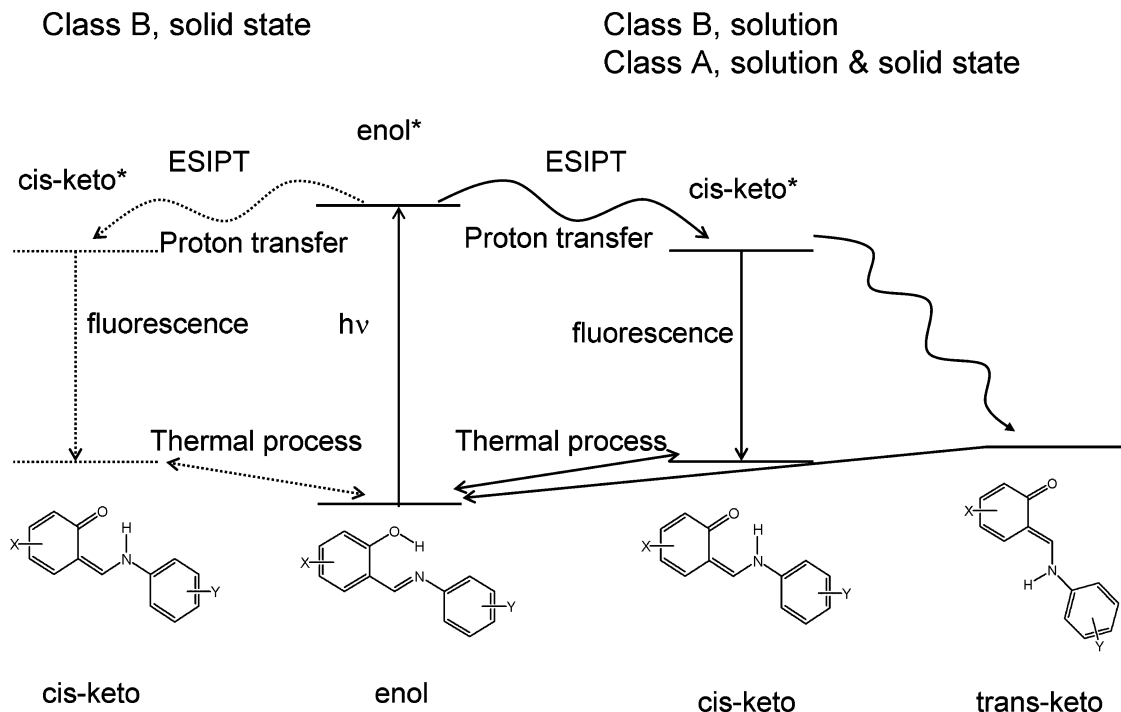 Class B, solid state
Class B, solution
Class A, solution & solid state
enol*
ESIPT
ESIPT
cis-keto*
cis-keto*
Proton transfer
Proton transfer
fluorescence
hν
fluorescence
Thermal process
Thermal process
O
H
N
X
Y
O
H
N
X
Y
O
H
N
X
Y
O
X
N
H
Y
cis-keto
enol
cis-keto
trans-keto